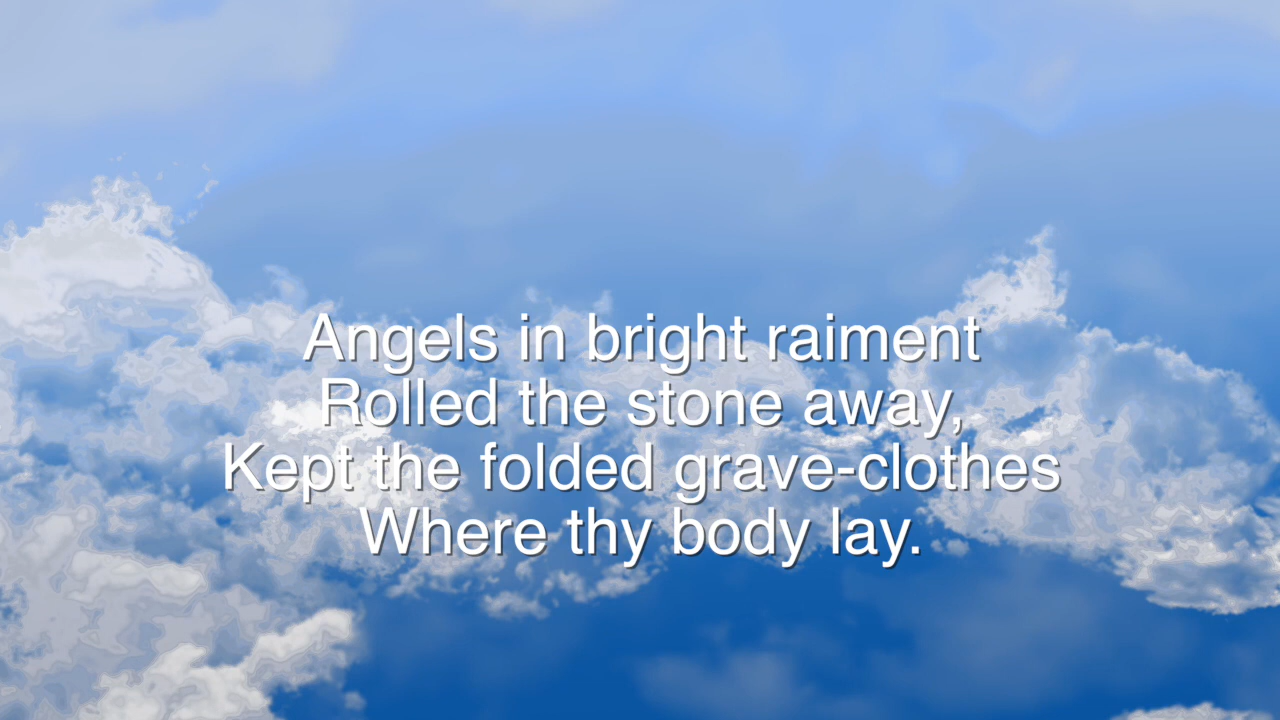 Angels in bright raiment
Rolled the stone away,
Kept the folded grave-clothes
Where thy body lay.